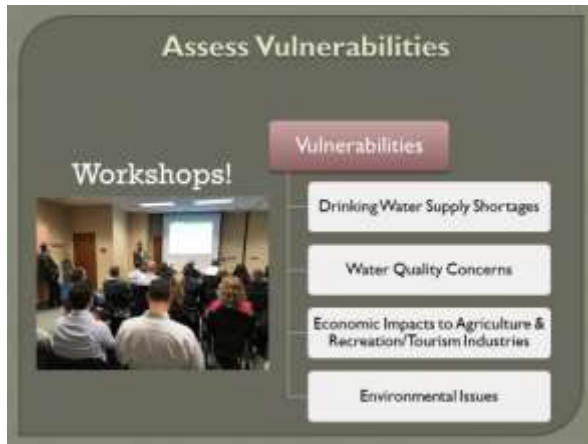 Assess Vulnerabilities
Workshops!
Vulnerabilities
Drinking Water Supply Shortages
Water Quality Concerns
Economic Impacts to Agriculture &
Recreation/Tourism Industries
Environmental Issues